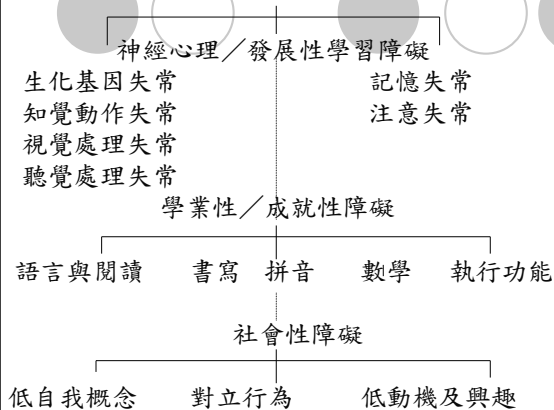 神經心理／發展性學習障礙
生化基因失常 記憶失常
知覺動作失常 注意失常
視覺處理失常
聽覺處理失常
學業性／成就性障礙
語言與閱讀 書寫 拼音 數學 執行功能
社會性障礙
低自我概念 對立行為 低動機及興趣